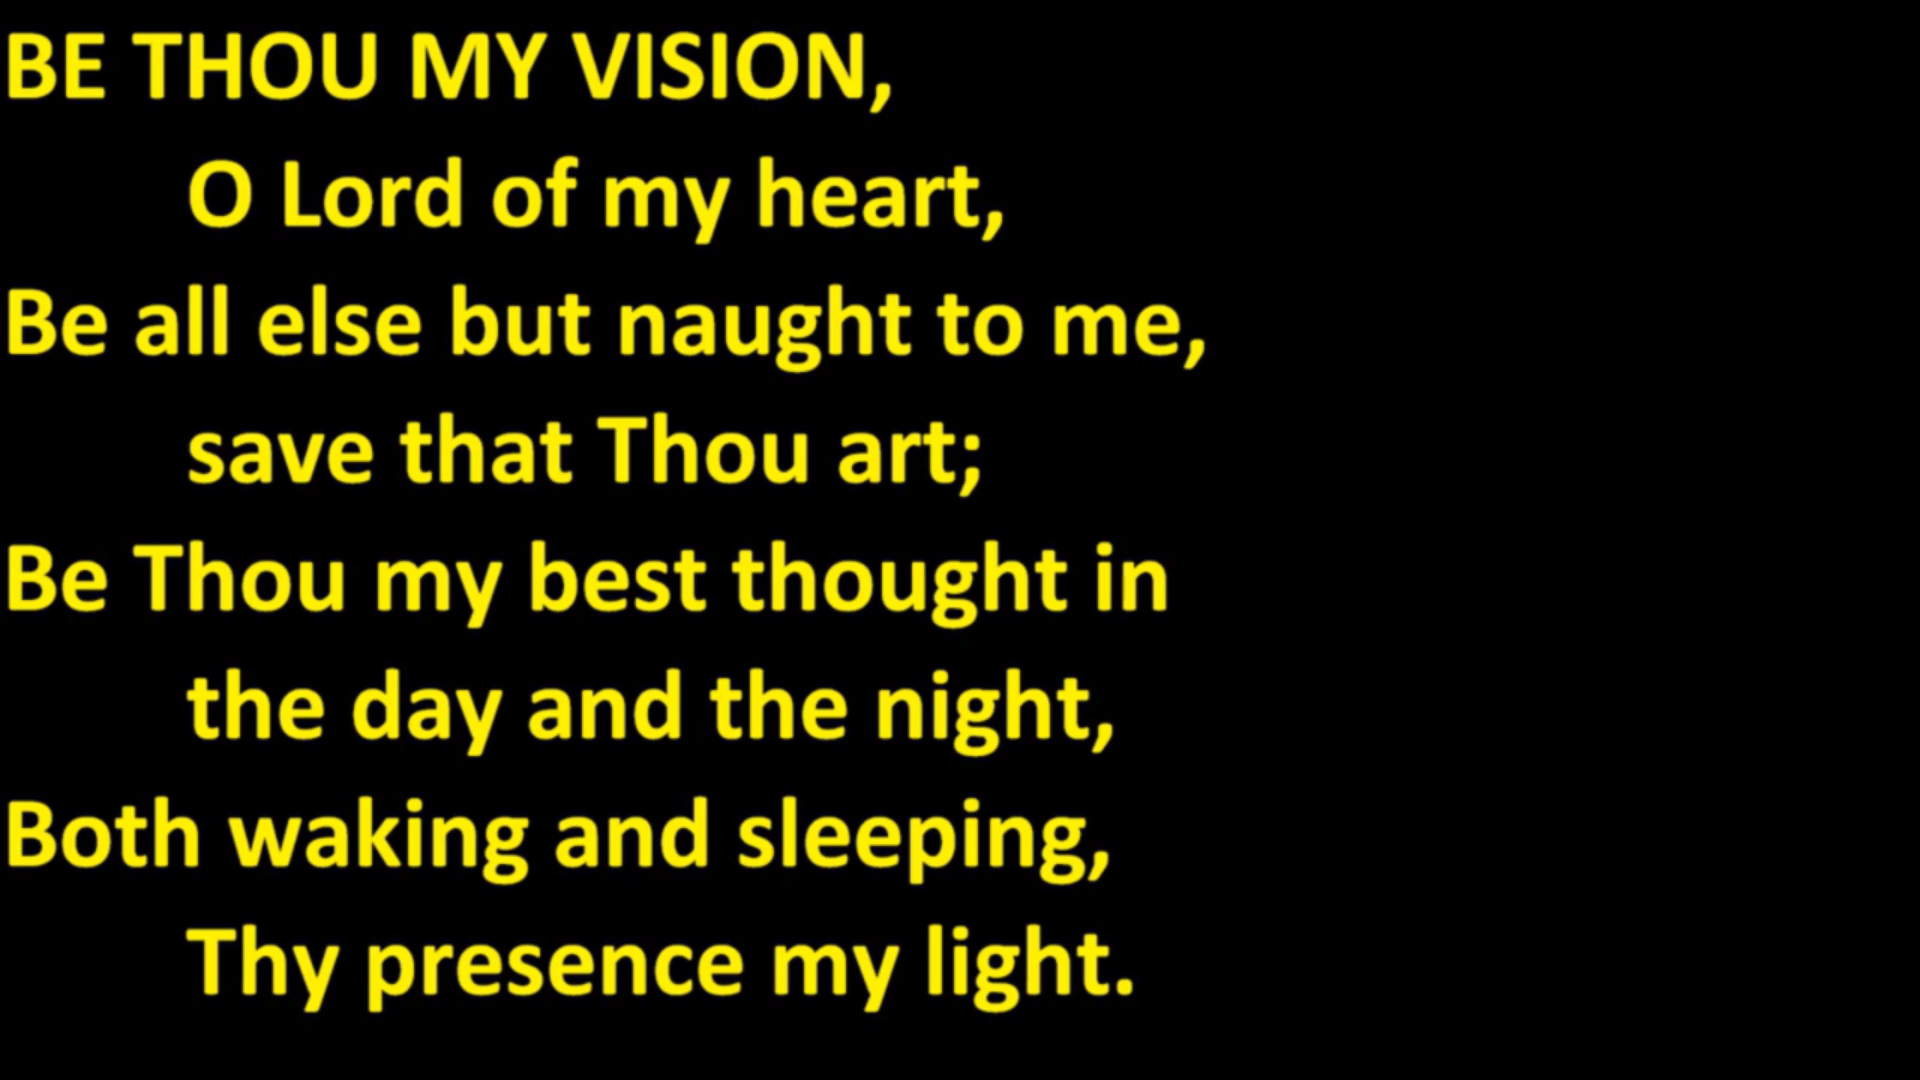 BE THOU MY VISION,
O Lord of my heart,
Be all else but naught to me,
save that Thou art;
Be Thou my best thought in
the day and the night,
Both waking and sleeping,
Thy presence my light.